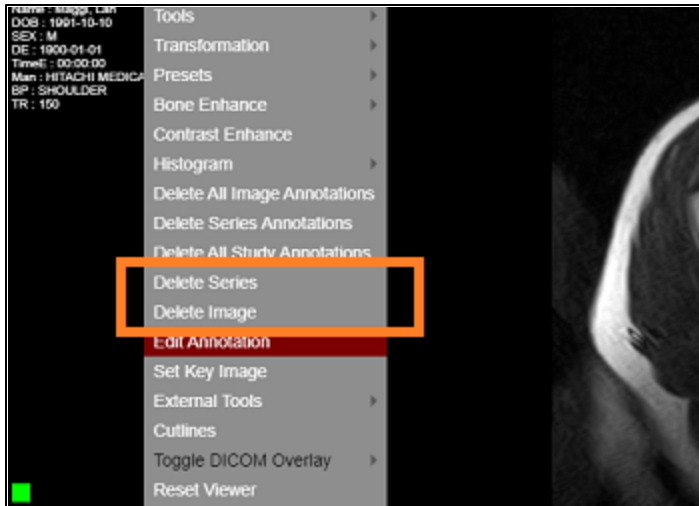 DOB : 1991-10-10
SEX : M
DE : 1900-01-01
TimeE : 00:00:00
Man : HITACHI MEDICA
BP : SHOULDER
TR : 150
Tools
Transformation
Presets
Bone Enhance
Contrast Enhance
Histogram
Delete All Image Annotations
Delete Series Annotations
Delete All Study Annotations
Delete Series
Delete Image
Edit Annotation
Set Key Image
External Tools
Cutlines
Toggle DICOM Overlay
Reset Viewer